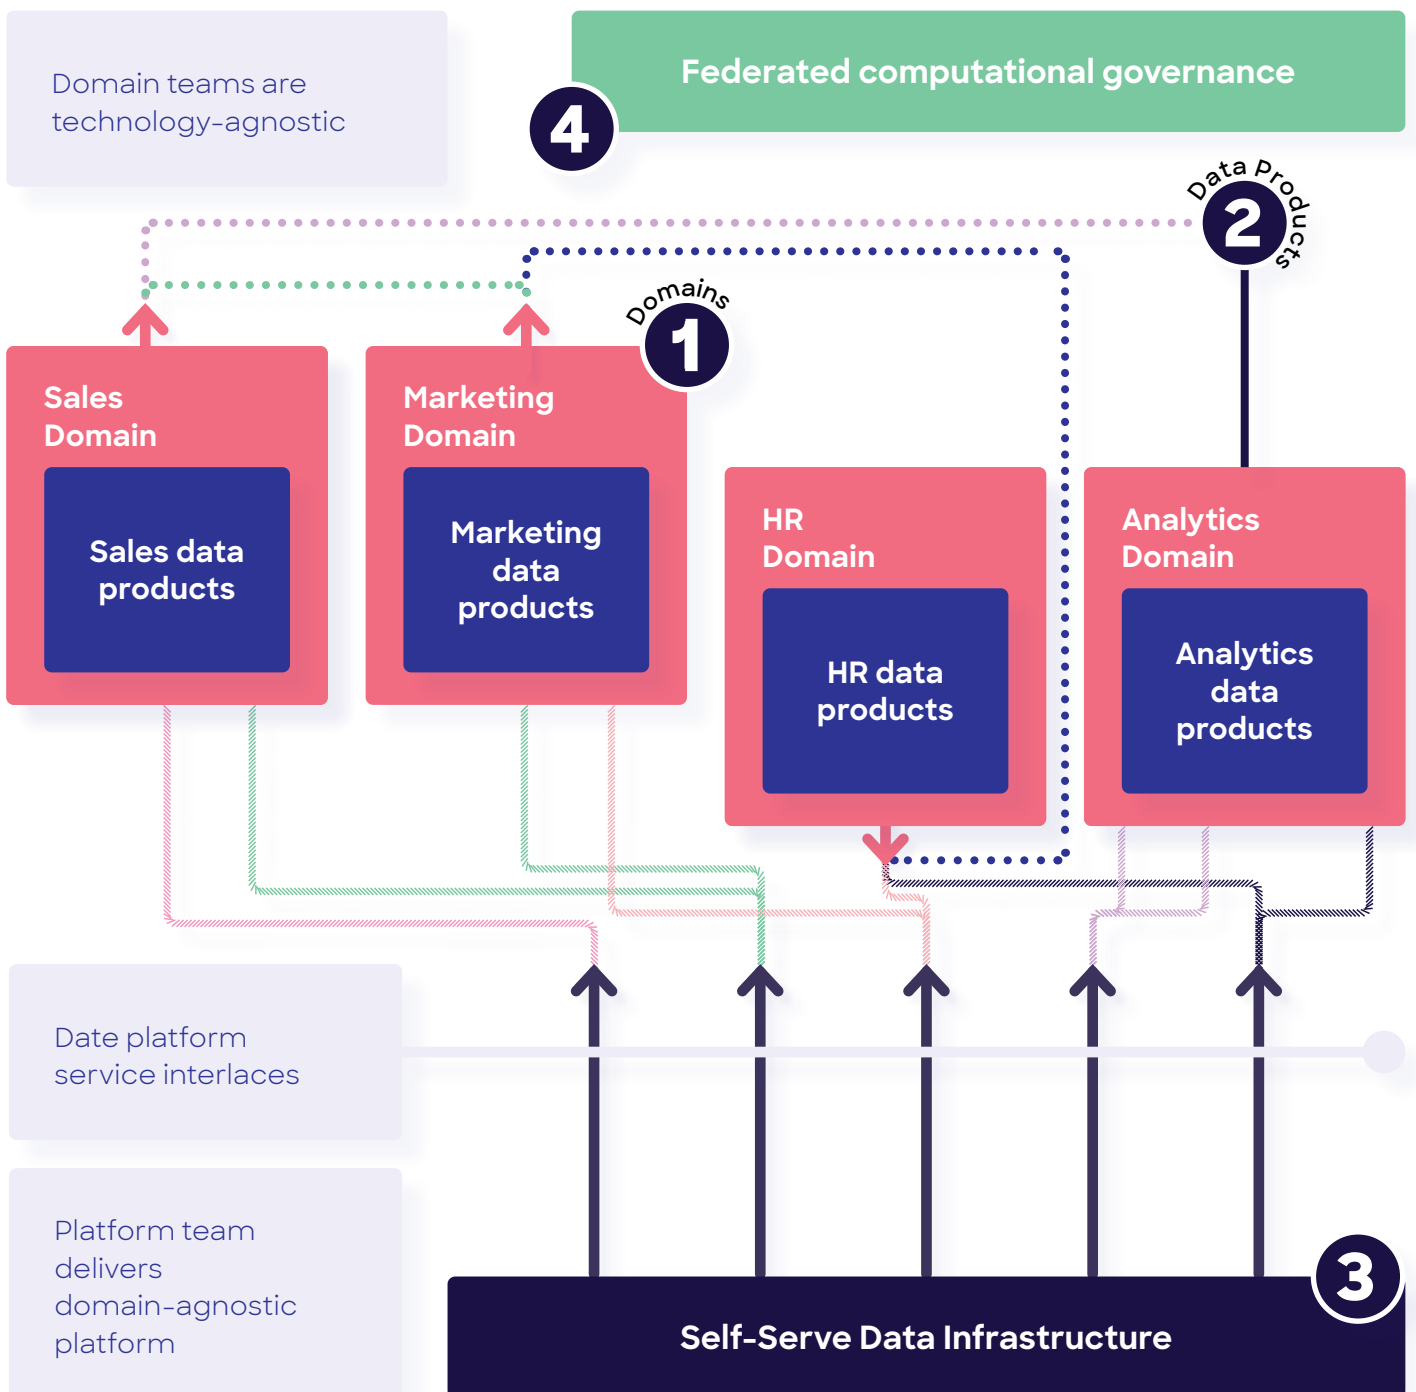 Domain teams are
technology-agnostic
Federated computational governance
4
Data Products
2
Domains
1
Sales
Domain
Sales data
products
Marketing
Domain
Marketing
data
products
HR
Domain
HR data
products
Analytics
Domain
Analytics
data
products
Date platform
service interlaces
Platform team
delivers
domain-agnostic
platform
3
Self-Serve Data Infrastructure